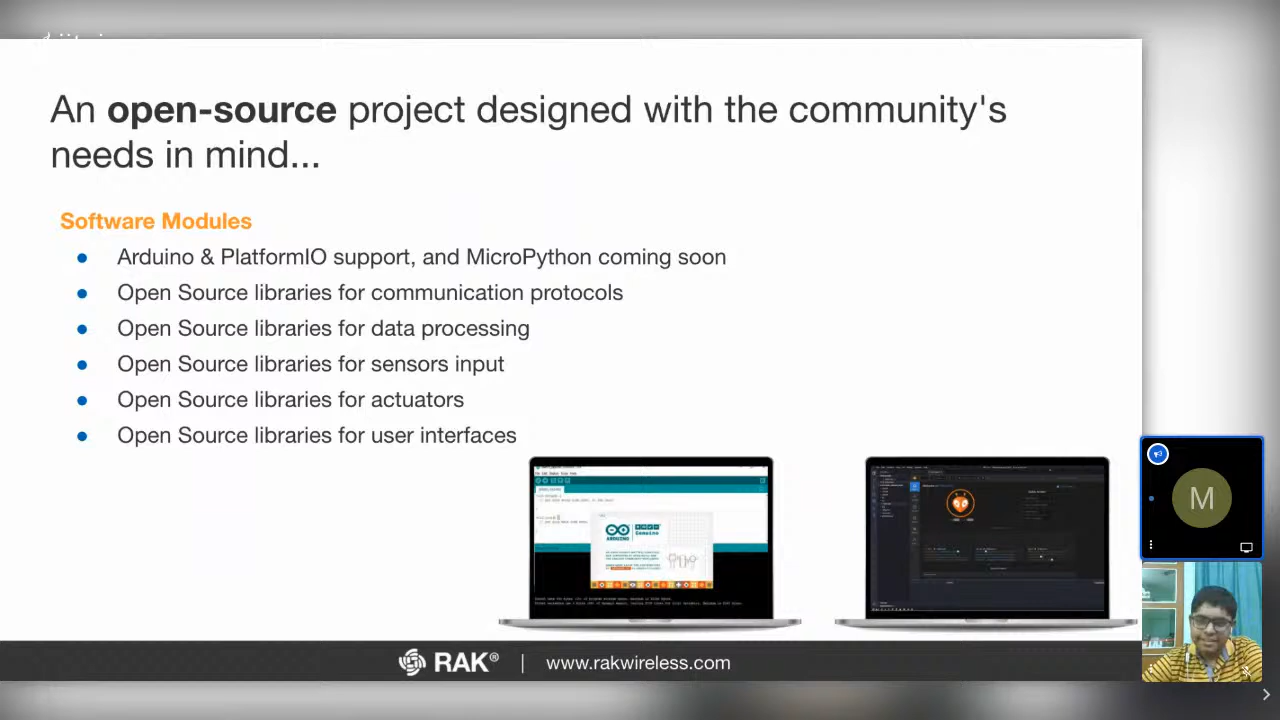 An open-source project designed with the community's
needs in mind...
Software Modules
Arduino & PlatformIO support, and MicroPython coming soon
Open Source libraries for communication protocols
Open Source libraries for data processing
Open Source libraries for sensors input
Open Source libraries for actuators
Open Source libraries for user interfaces
ARDUINO
Genuino
M
RAK® | www.rakwireless.com